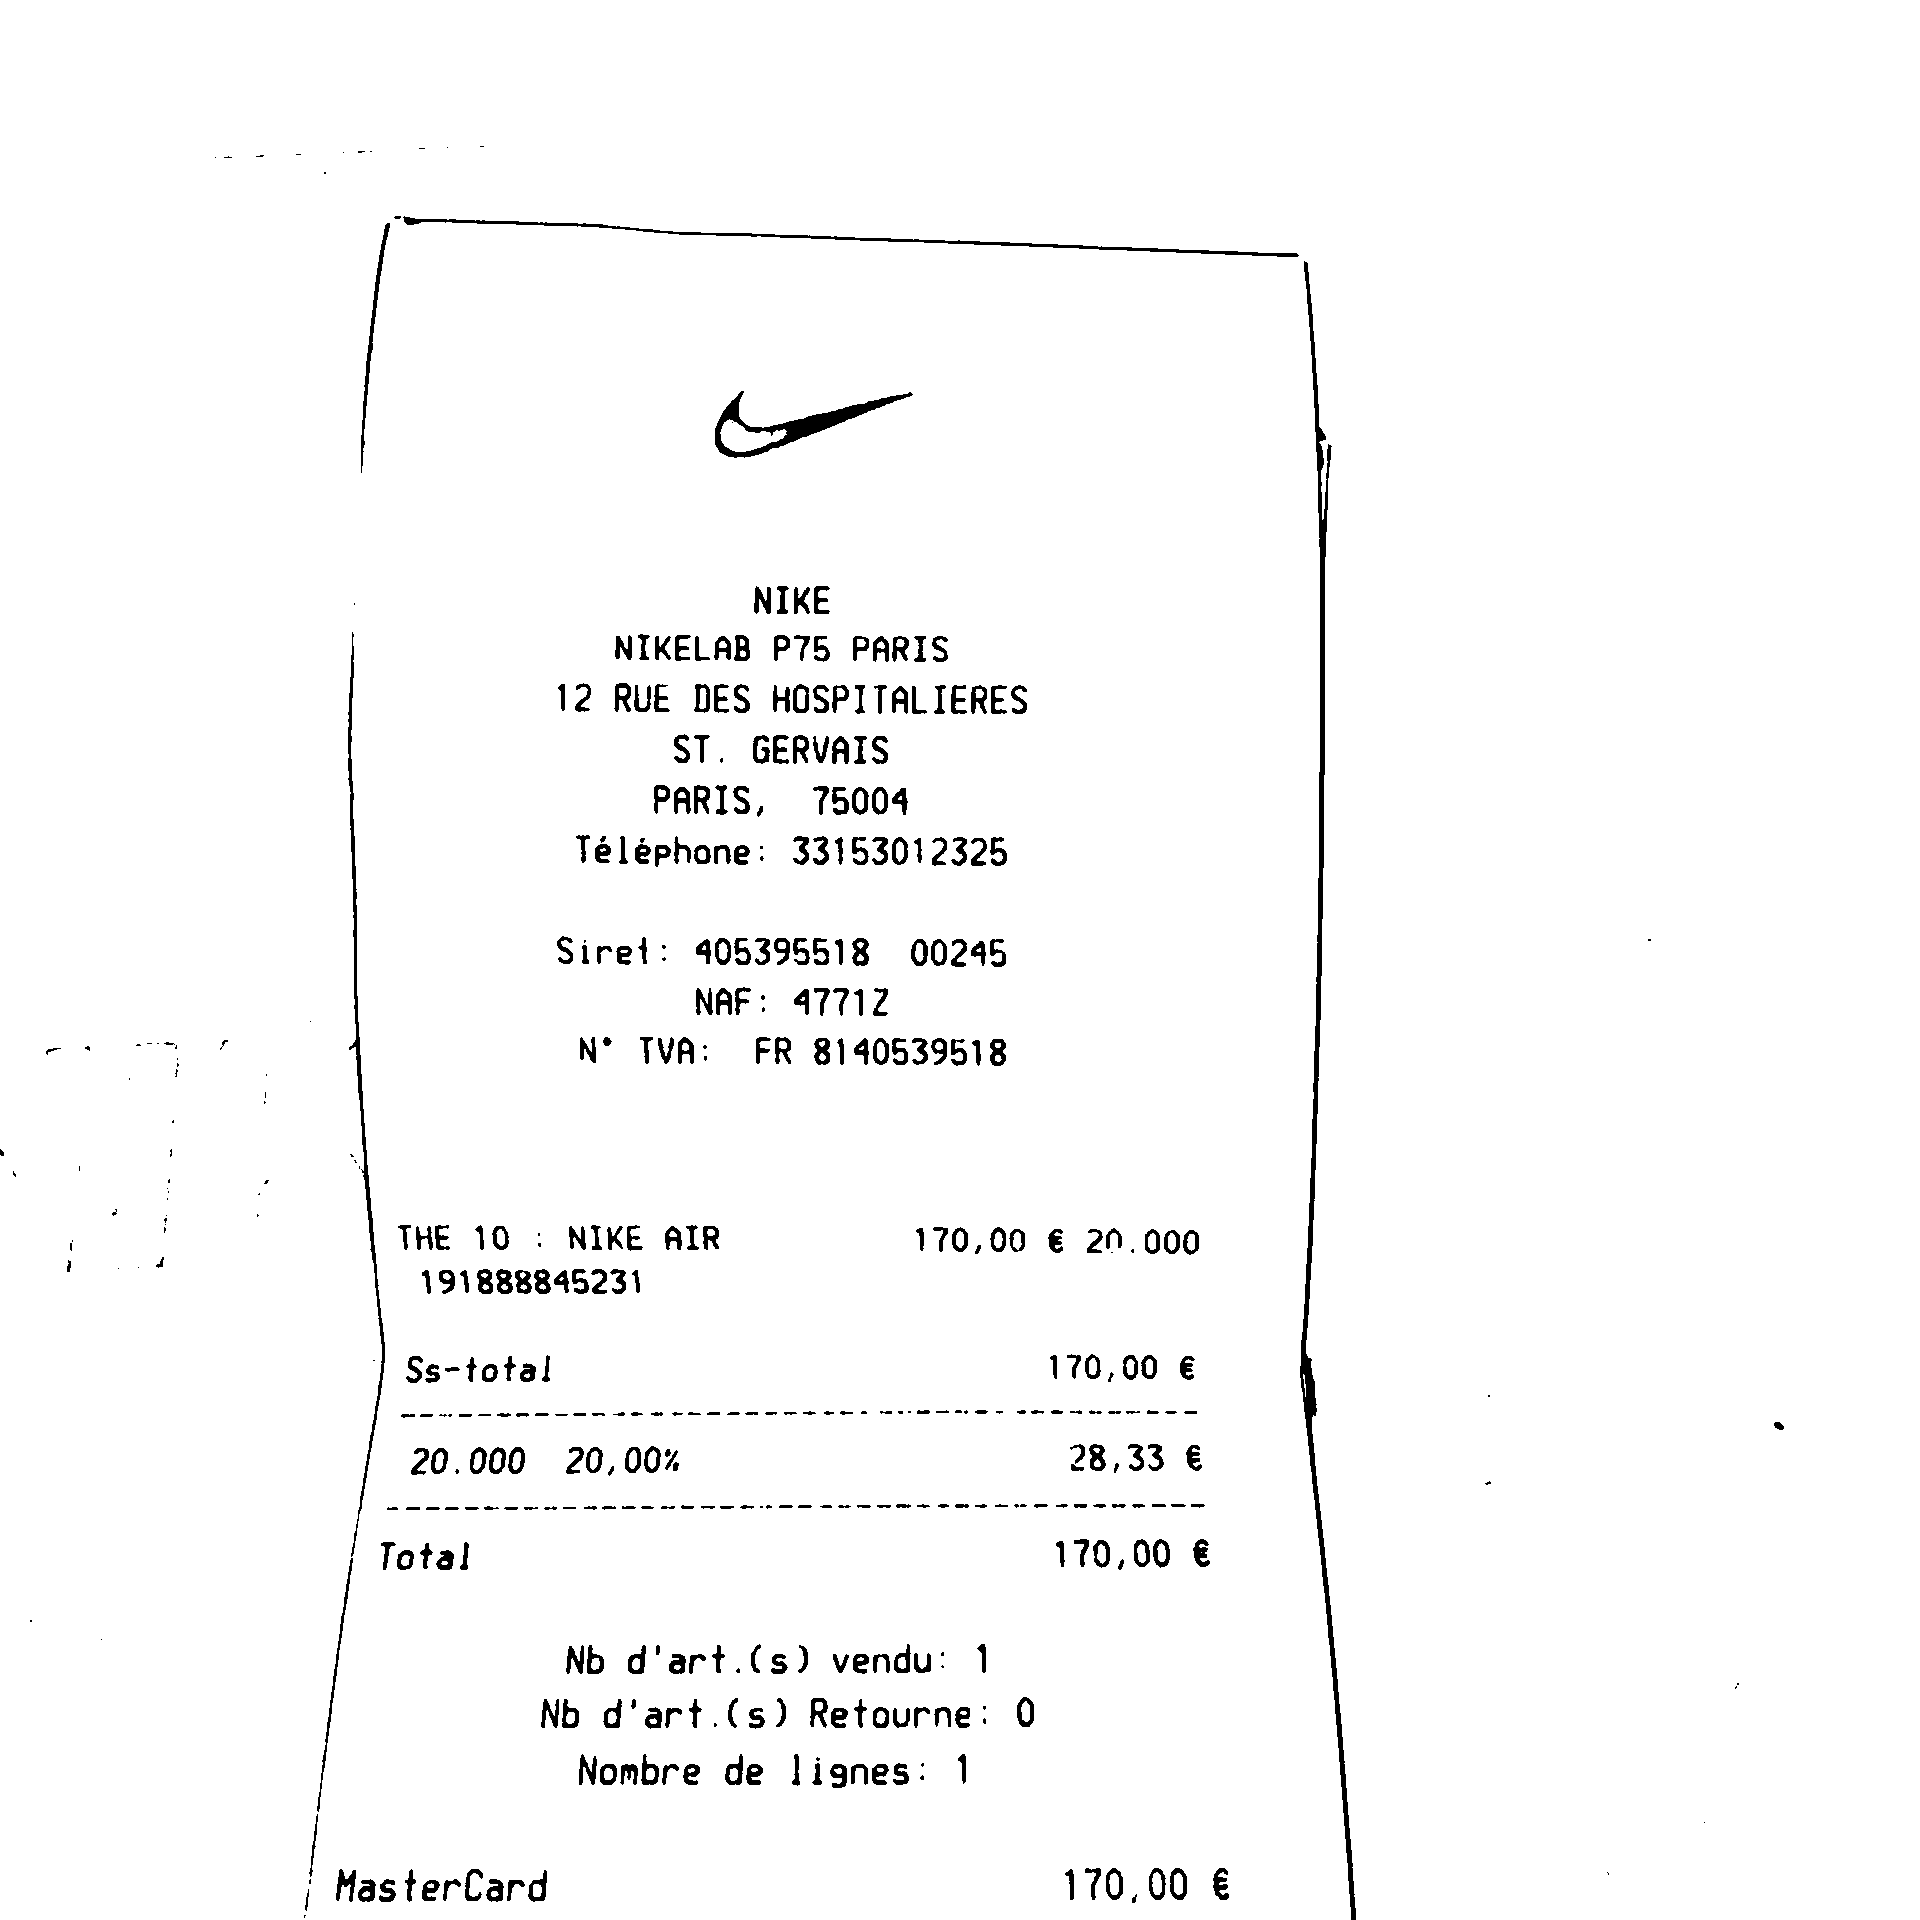 NIKE
NIKELAB P75 PARIS
12 RUE DES HOSPITALIERES
ST. GERVAIS
PARIS, 75004
Téléphone: 33153012325
Siret: 405395518 00245
NAF: 4771Z
N° TVA: FR 8140539518
THE 10 : NIKE AIR 170,00 € 20.000
191888845231
Ss-total 170,00 €
20.000 20,00% 28,33 €
Total 170,00 €
Nb d'art.(s) vendu: 1
Nb d'art.(s) Retourne: 0
Nombre de lignes: 1
MasterCard 170,00 €